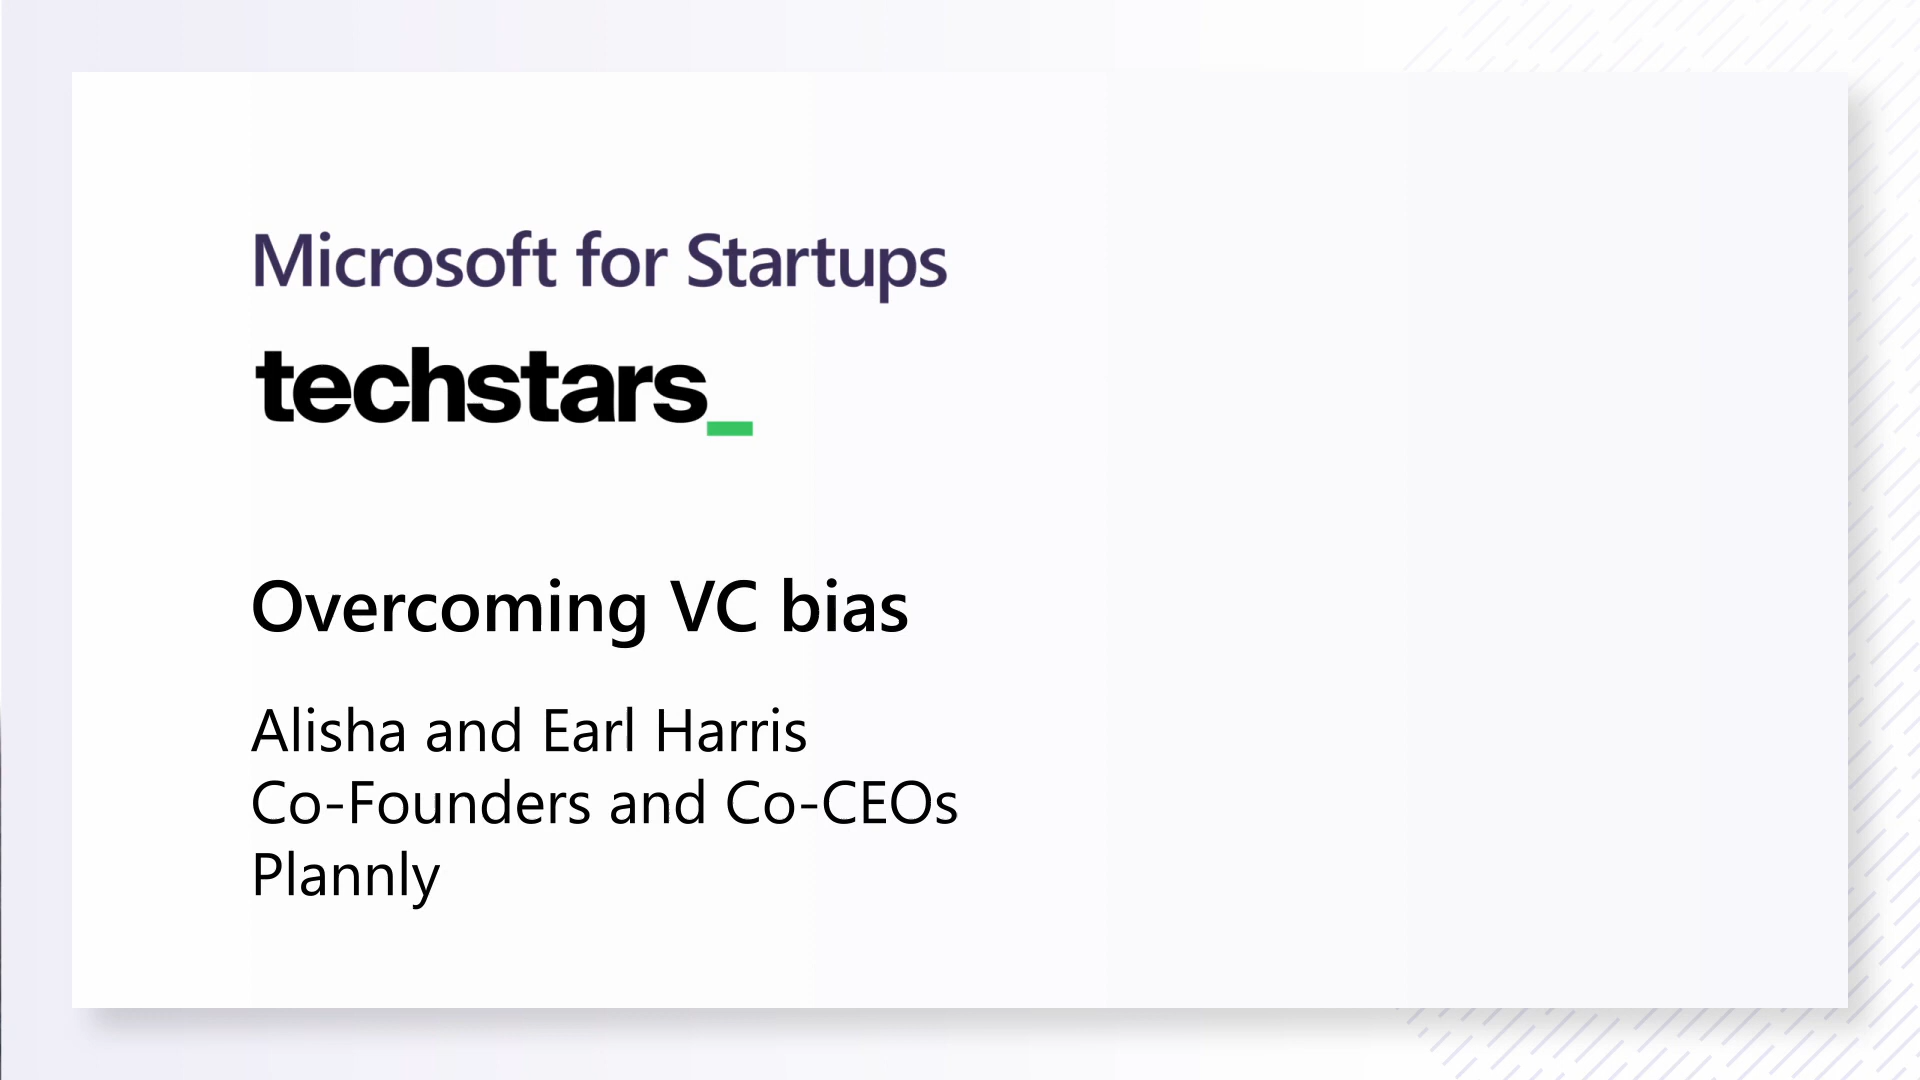 Microsoft for Startups
techstars_
Overcoming VC bias
Alisha and Earl Harris
Co-Founders and Co-CEOs
Plannly